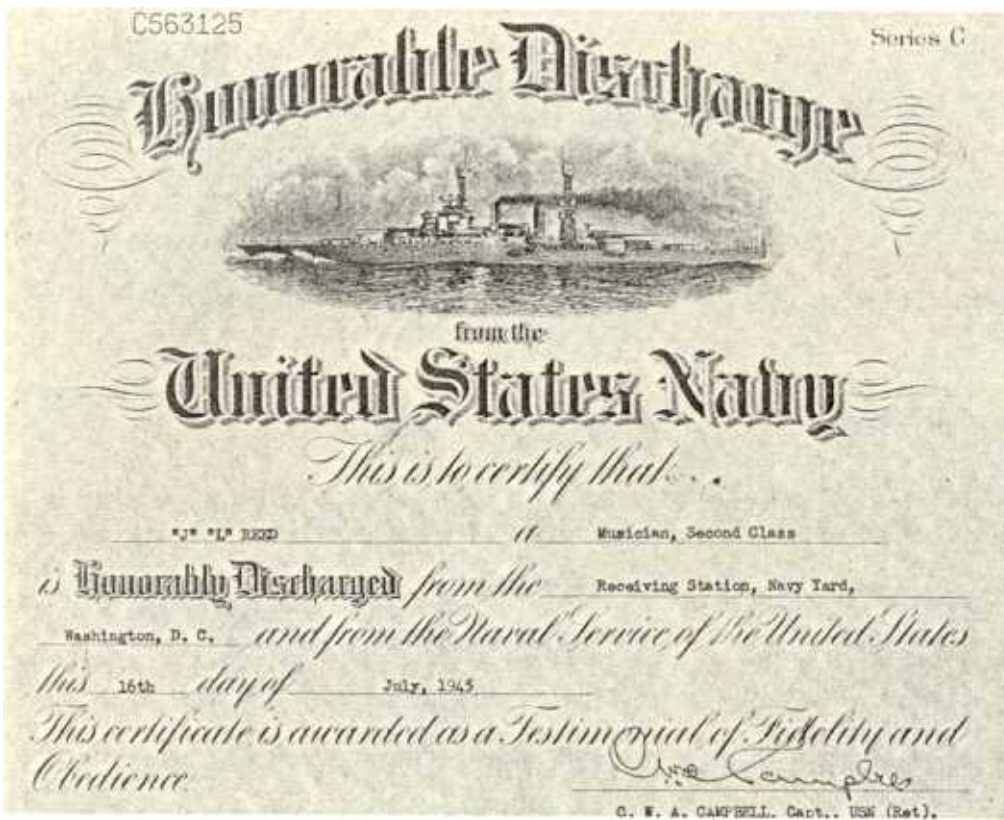 C563125
Series C
Honorable Discharge
from the
United States Navy
This is to certify that...
"J" "L" REED a Musician, Second Class
is Honorably Discharged from the Receiving Station, Navy Yard,
Washington, D. C. and from the Naval Service of the United States
this 16th day of July, 1945
This certificate is awarded as a Testimonial of Fidelity and
Obedience.
C. W. A. CAMPBELL. Capt., USN (Ret).